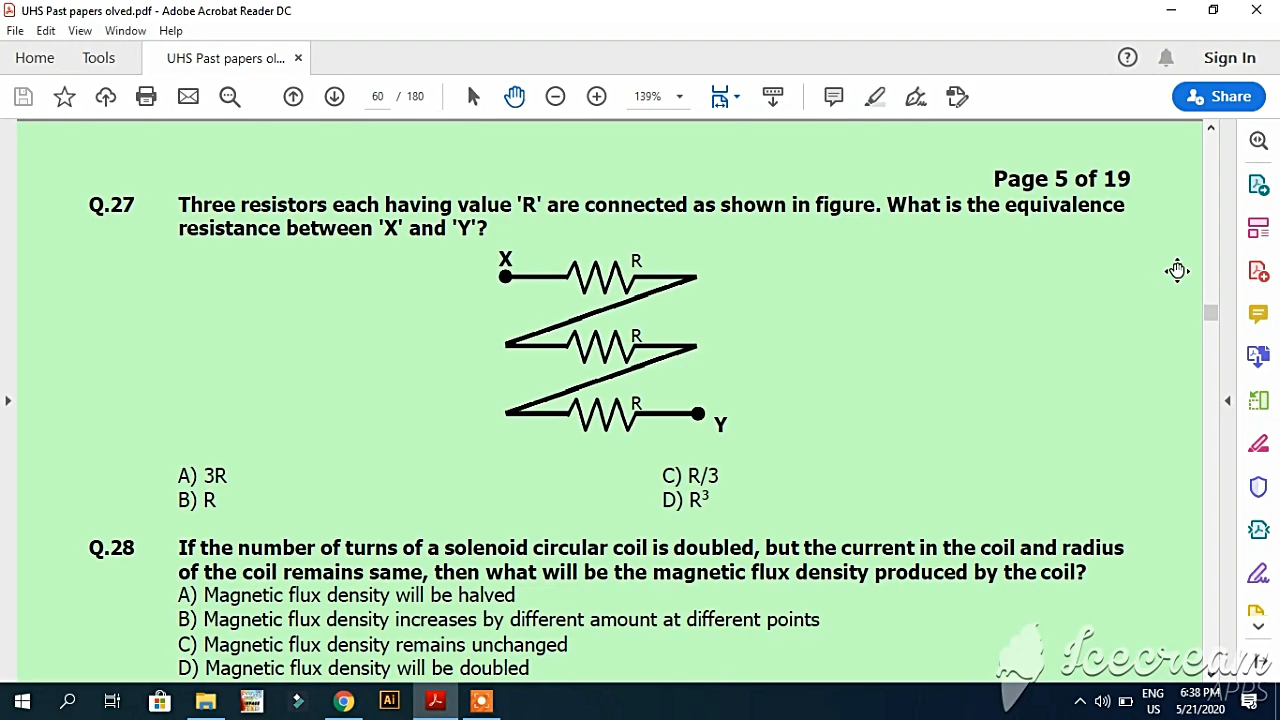 UHS Past papers olved.pdf - Adobe Acrobat Reader DC
File Edit View Window Help
Home Tools UHS Past papers ol... × Sign In
60 / 180 139% Share
Page 5 of 19
Q.27 Three resistors each having value 'R' are connected as shown in figure. What is the equivalence
resistance between 'X' and 'Y'?
X R
R
R
Y
A) 3R C) R/3
B) R D) R³
Q.28 If the number of turns of a solenoid circular coil is doubled, but the current in the coil and radius
of the coil remains same, then what will be the magnetic flux density produced by the coil?
A) Magnetic flux density will be halved
B) Magnetic flux density increases by different amount at different points
C) Magnetic flux density remains unchanged
D) Magnetic flux density will be doubled
Icecream
APPS
ENG 6:38 PM
US 5/21/2020
Ai